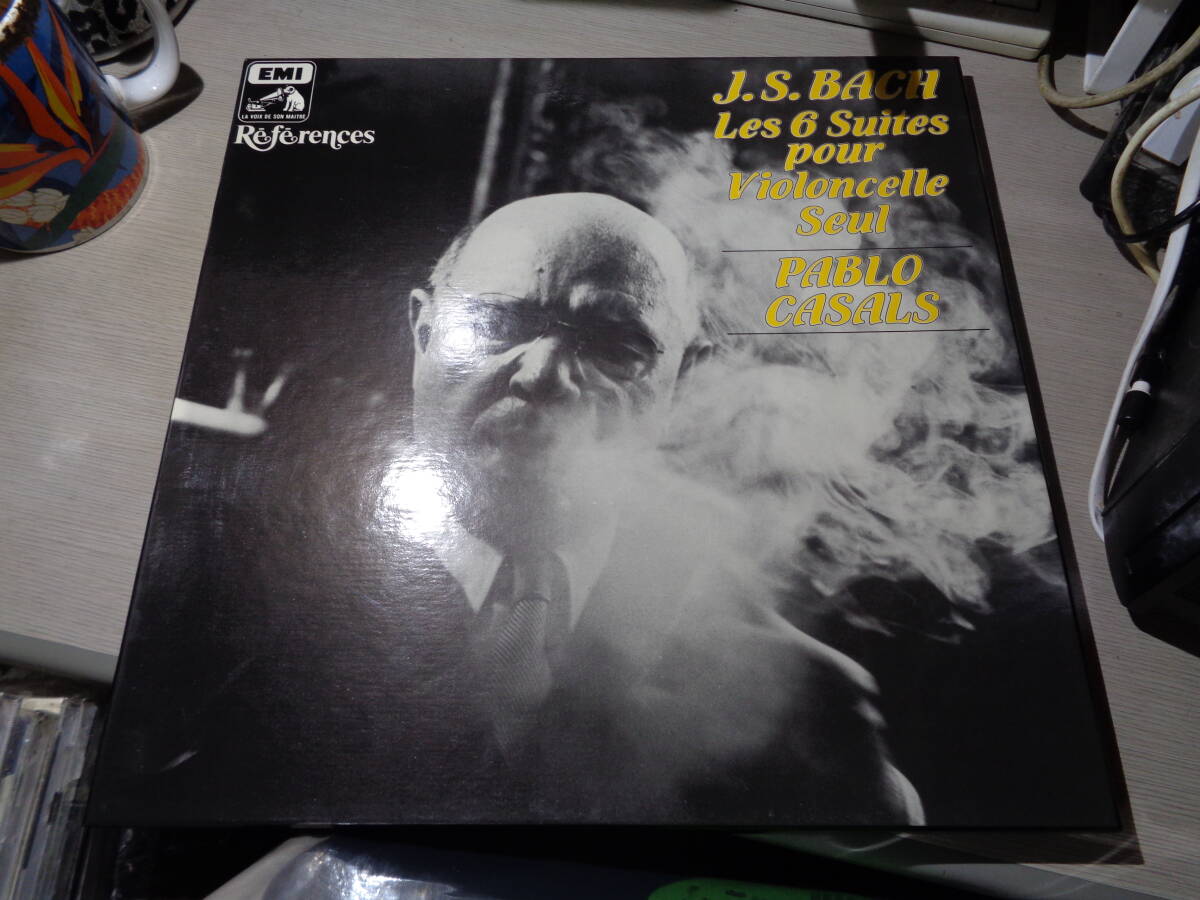 EMI
LA VOIX DE SON MAITRE
Références
J. S. BACH
Les 6 Suites
pour
Violoncelle
Seul
PABLO
CASALS